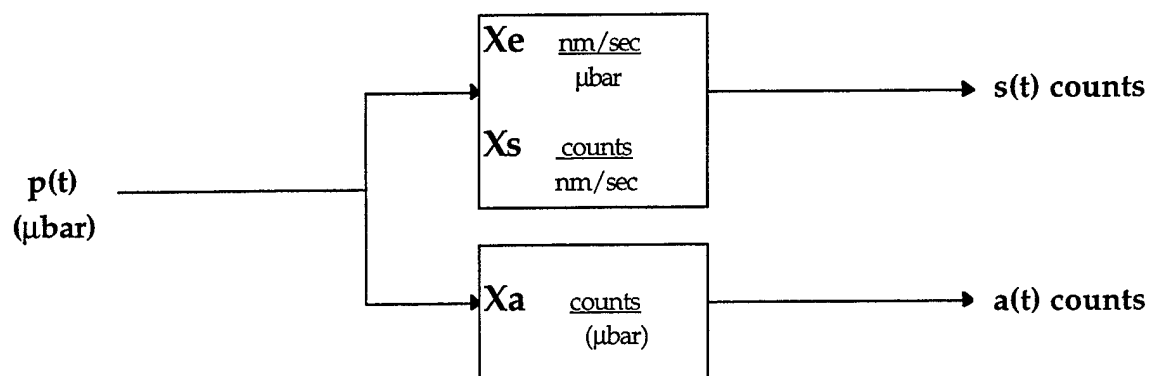 Xe nm/sec
µbar
s(t) counts
Xs counts
nm/sec
p(t)
(µbar)
Xa counts
(µbar)
a(t) counts